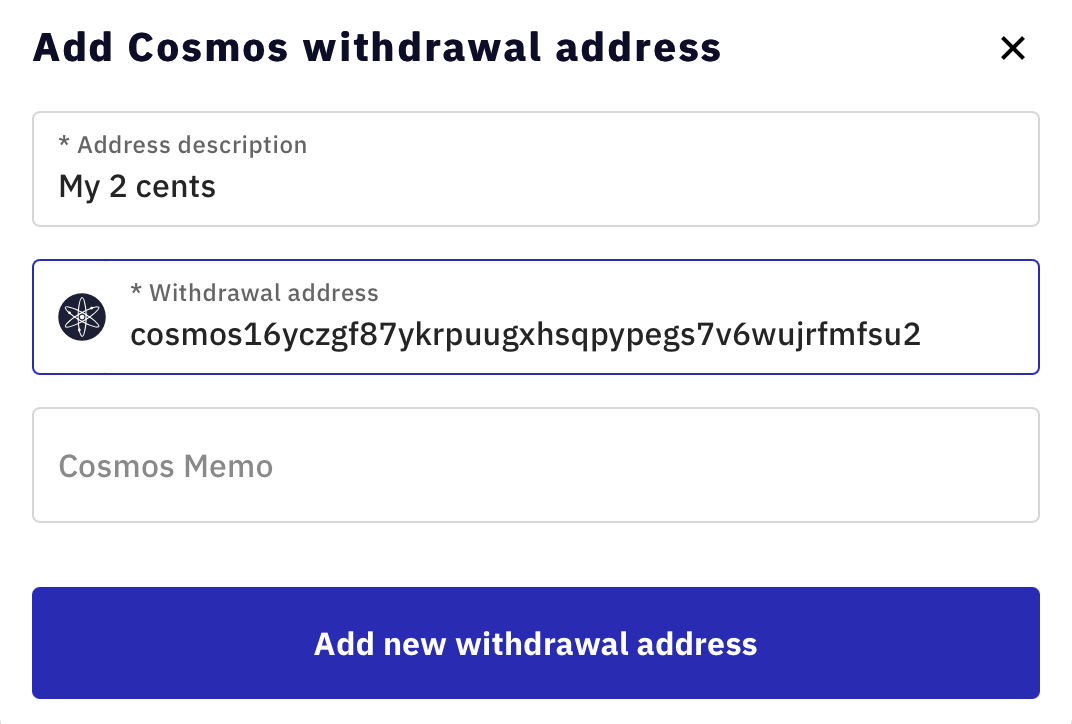 Add Cosmos withdrawal address
* Address description
My 2 cents
* Withdrawal address
cosmos16yczgf87ykrpuugxhsqpypegs7v6wujrfmfsu2
Cosmos Memo
Add new withdrawal address